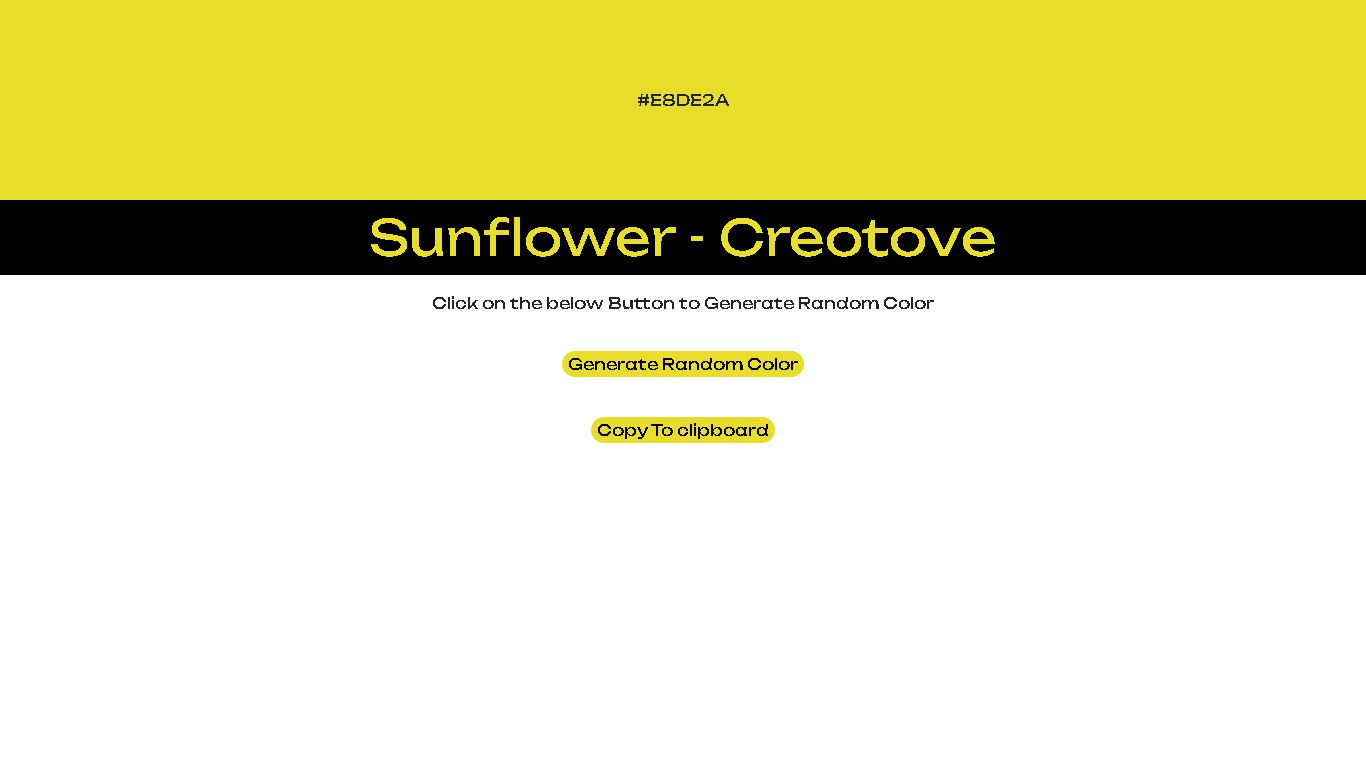 #E8DE2A
Sunflower - Creotove
Click on the below Button to Generate Random Color
Generate Random Color
Copy To clipboard